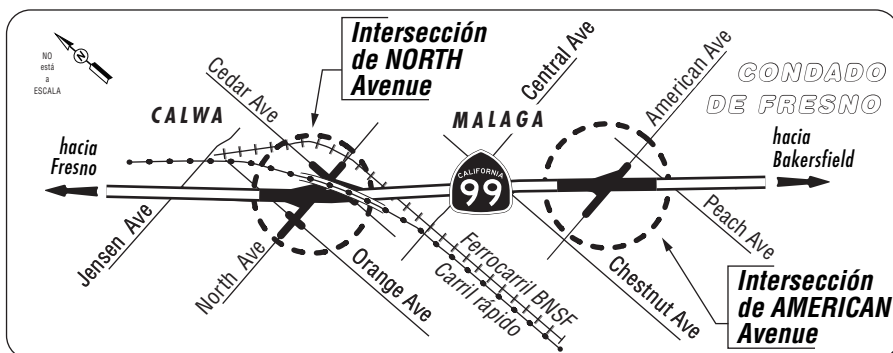 NO
está
a
ESCALA
N
Intersección
de NORTH
Avenue
Cedar Ave
CALWA
hacia
Fresno
Jensen Ave
North Ave
Orange Ave
Ferrocarril BNSF
Carril rápido
MALAGA
Central Ave
CALIFORNIA
99
American Ave
CONDADO
DE FRESNO
hacia
Bakersfield
Peach Ave
Chestnut Ave
Intersección
de AMERICAN
Avenue